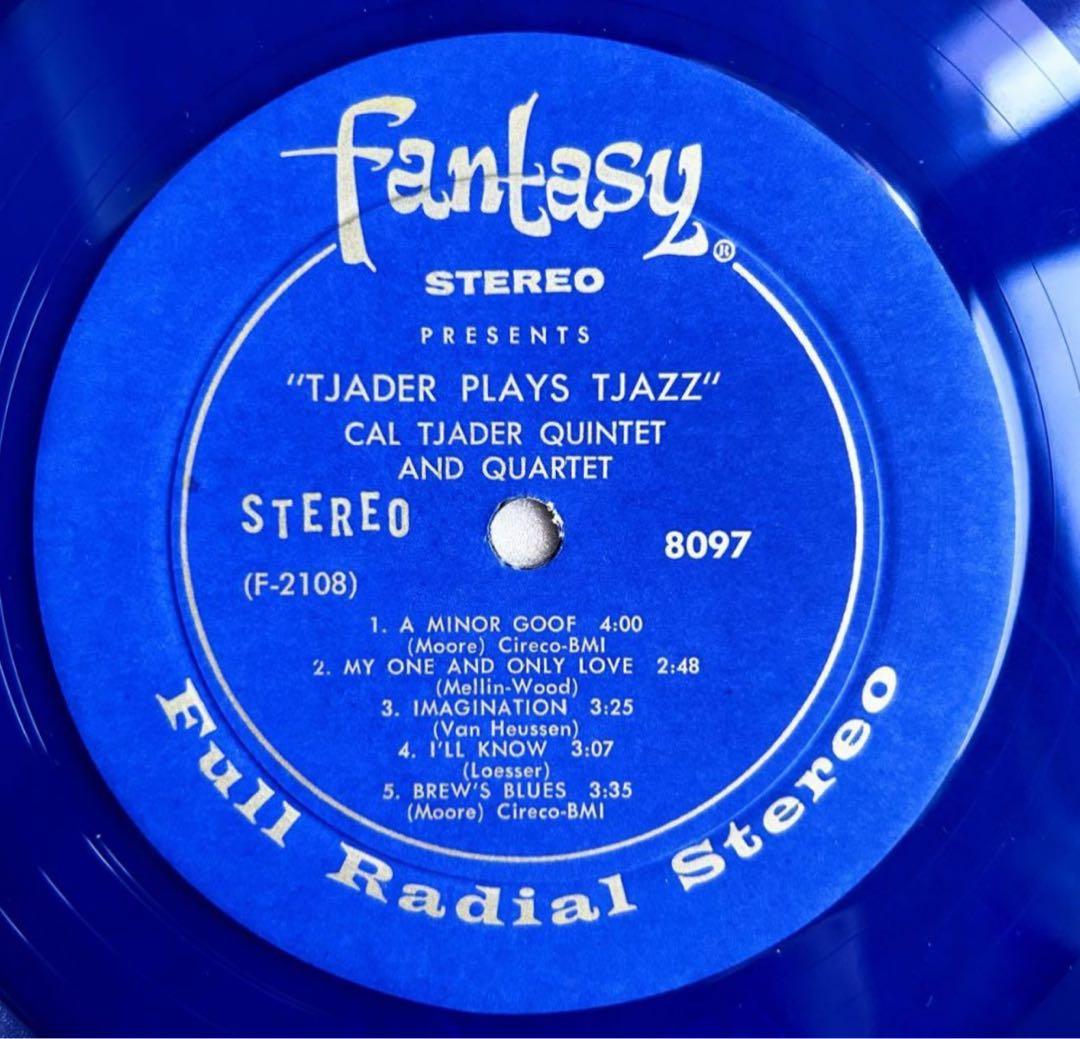 fantasy®
STEREO
PRESENTS
"TJADER PLAYS TJAZZ"
CAL TJADER QUINTET
AND QUARTET
STEREO
8097
(F-2108)
1. A MINOR GOOF 4:00
(Moore) Cireco-BMI
2. MY ONE AND ONLY LOVE 2:48
(Mellin-Wood)
3. IMAGINATION 3:25
(Van Heussen)
4. I'LL KNOW 3:07
(Loesser)
5. BREW'S BLUES 3:35
(Moore) Cireco-BMI
Full Radial Stereo